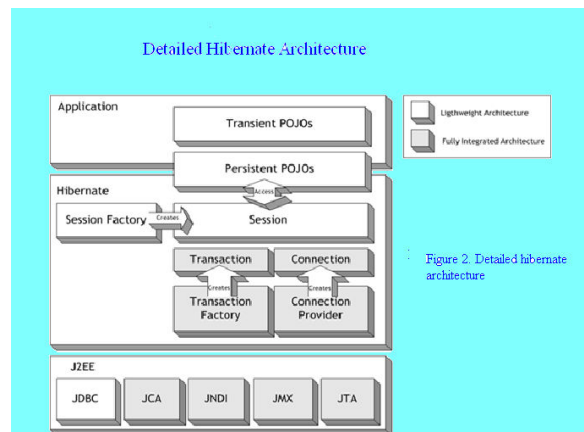 Detailed Hibernate Architecture
Application
Transient POJOs
Persistent POJOs
Access
Hibernate
Session Factory
Creates
Session
Transaction
Connection
Creates
Creates
Transaction
Factory
Connection
Provider
J2EE
JDBC
JCA
JNDI
JMX
JTA
Ligthweight Architecture
Fully Integrated Architecture
Figure 2. Detailed hibernate
architecture